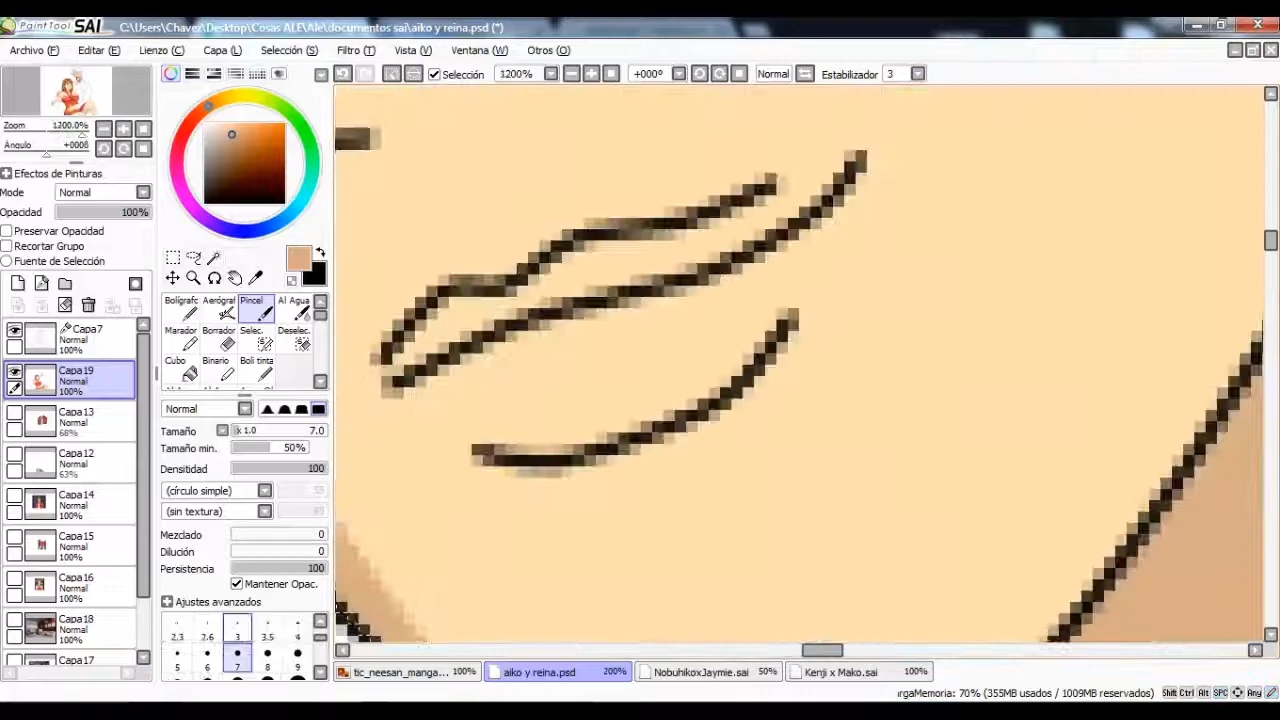 PaintTool SAI C:\Users\Chavez\Desktop\Cosas ALE\Ale\documentos sai\aiko y reina.psd (*)
Archivo (F) Editar (E) Lienzo (C) Capa (L) Selección (S) Filtro (T) Vista (V) Ventana (W) Otros (O)
Selección 1200% +000º Normal Estabilizador 3
Zoom 1200.0%
Angulo +000ß
Efectos de Pinturas
Mode Normal
Opacidad 100%
Preservar Opacidad
Recortar Grupo
Fuente de Selección
Capa7
Normal
100%
Capa19
Normal
100%
Capa13
Normal
68%
Capa12
Normal
63%
Capa14
Normal
100%
Capa15
Normal
100%
Capa16
Normal
100%
Capa18
Normal
100%
Capa17
Bolígrafc Aerógraf Pincel Al Agua
Marador Borrador Selec. Deselec.
Cubo Binario Boli tinta
Normal
Tamaño x 1.0 7.0
Tamaño min. 50%
Densitidad 100
(círculo simple)
(sin textura)
Mezclado 0
Dilución 0
Persistencia 100
Mantener Opac.
Ajustes avanzados
2.3 2.6 3 3.5 4
5 6 7 8 9
tic_neesan_manga... 100% aiko y reina.psd 200% NobuhikoxJaymie.sai 50% Kenji x Mako.sai 100%
ırgaMemoria: 70% (355MB usados / 1009MB reservados) Shift Ctrl Alt SPC Any